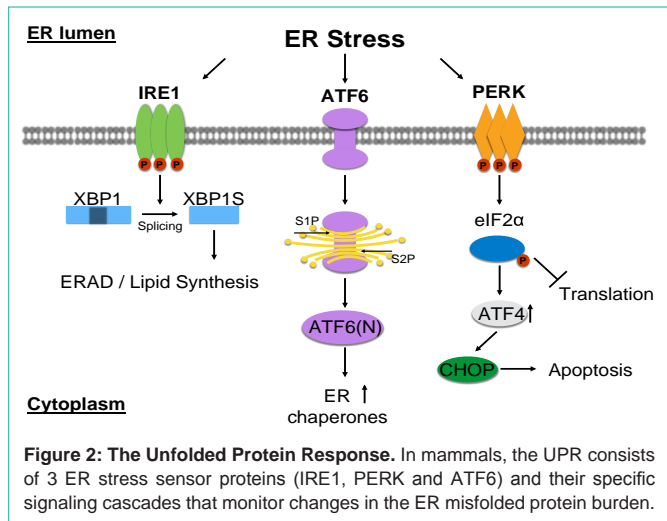 ER lumen
ER Stress
IRE1
ATF6
PERK
P P P
P P P
XBP1
Splicing
XBP1S
ERAD / Lipid Synthesis
S1P
S2P
ATF6(N)
ER
chaperones
eIF2α
P
Translation
ATF4
CHOP
Apoptosis
Cytoplasm
Figure 2: The Unfolded Protein Response. In mammals, the UPR consists
of 3 ER stress sensor proteins (IRE1, PERK and ATF6) and their specific
signaling cascades that monitor changes in the ER misfolded protein burden.